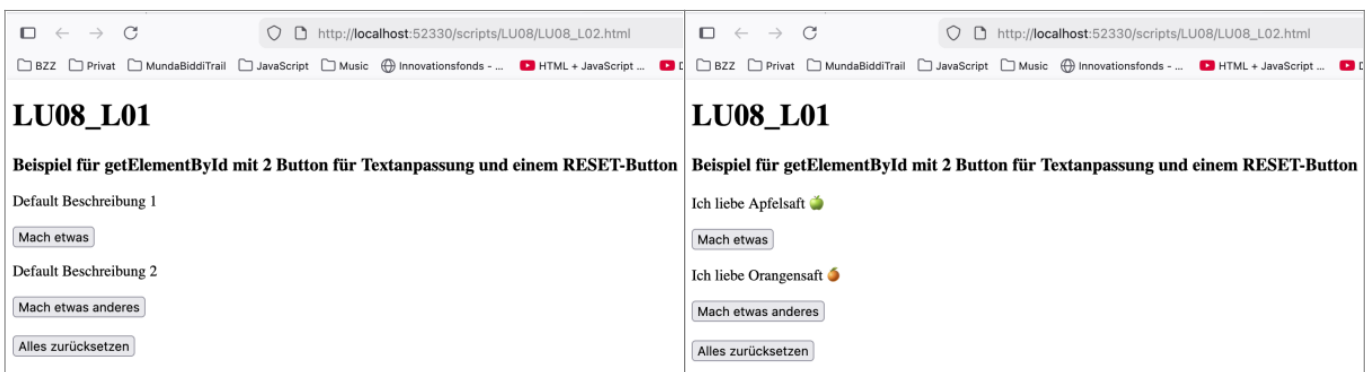 http://localhost:52330/scripts/LU08/LU08_L02.html
BZZ Privat MundaBiddiTrail JavaScript Music Innovationsfonds - ... HTML + JavaScript ...
LU08_L01
Beispiel für getElementById mit 2 Button für Textanpassung und einem RESET-Button
Default Beschreibung 1
Mach etwas
Default Beschreibung 2
Mach etwas anderes
Alles zurücksetzen
http://localhost:52330/scripts/LU08/LU08_L02.html
BZZ Privat MundaBiddiTrail JavaScript Music Innovationsfonds - ... HTML + JavaScript ...
LU08_L01
Beispiel für getElementById mit 2 Button für Textanpassung und einem RESET-Button
Ich liebe Apfelsaft 🍏
Mach etwas
Ich liebe Orangensaft 🍊
Mach etwas anderes
Alles zurücksetzen